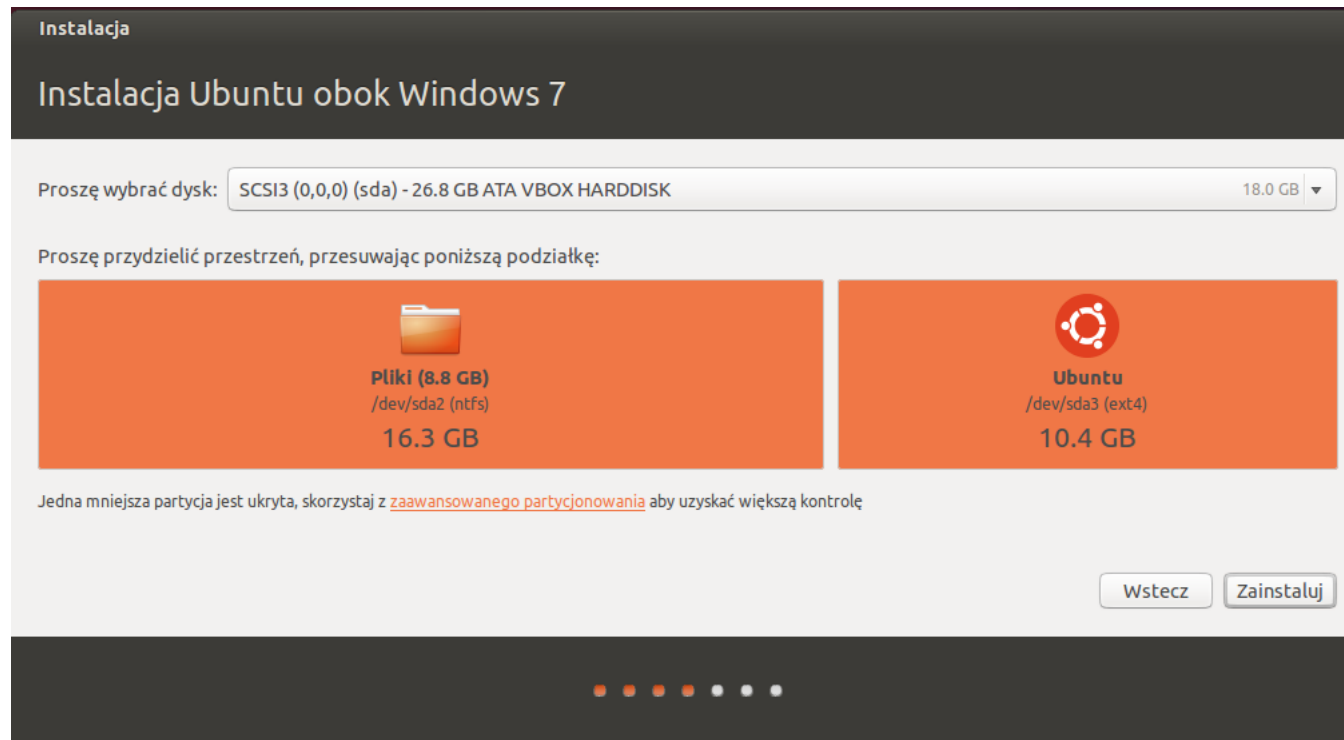 Instalacja
Instalacja Ubuntu obok Windows 7
Proszę wybrać dysk: SCSI3 (0,0,0) (sda) - 26.8 GB ATA VBOX HARDDISK 18.0 GB
Proszę przydzielić przestrzeń, przesuwając poniższą podziałkę:
Pliki (8.8 GB)
/dev/sda2 (ntfs)
16.3 GB
Ubuntu
/dev/sda3 (ext4)
10.4 GB
Jedna mniejsza partycja jest ukryta, skorzystaj z zaawansowanego partycjonowania aby uzyskać większą kontrolę
Wstecz Zainstaluj